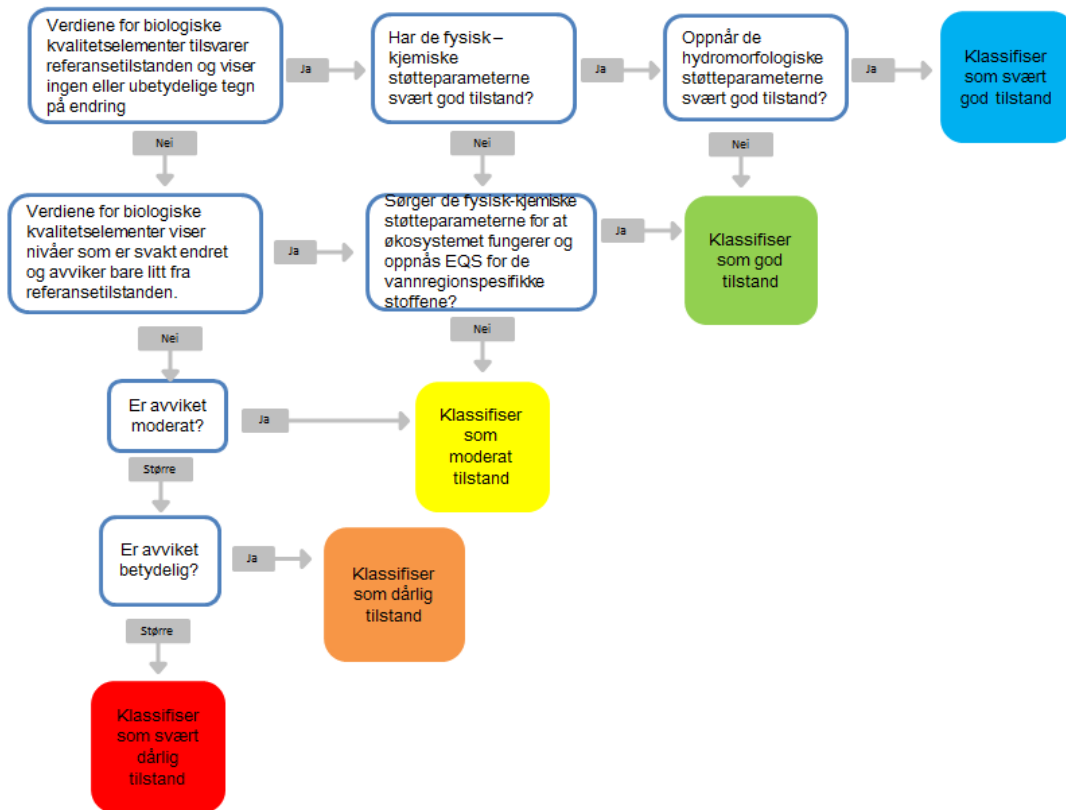 Verdiene for biologiske
kvalitetselementer tilsvarer
referansetilstanden og viser
ingen eller ubetydelige tegn
på endring
Ja
Har de fysisk –
kjemiske
støtteparameterne
svært god tilstand?
Ja
Oppnår de
hydromorfologiske
støtteparameterne
svært god tilstand?
Ja
Klassifiser
som svært
god tilstand
Nei
Nei
Nei
Verdiene for biologiske
kvalitetselementer viser
nivåer som er svakt endret
og avviker bare litt fra
referansetilstanden.
Ja
Sørger de fysisk-kjemiske
støtteparameterne for at
økosystemet fungerer og
oppnås EQS for de
vannregionspesifikke
stoffene?
Ja
Klassifiser
som god
tilstand
Nei
Nei
Er avviket
moderat?
Ja
Klassifiser
som
moderat
tilstand
Større
Er avviket
betydelig?
Ja
Klassifiser
som dårlig
tilstand
Større
Klassifiser
som svært
dårlig
tilstand